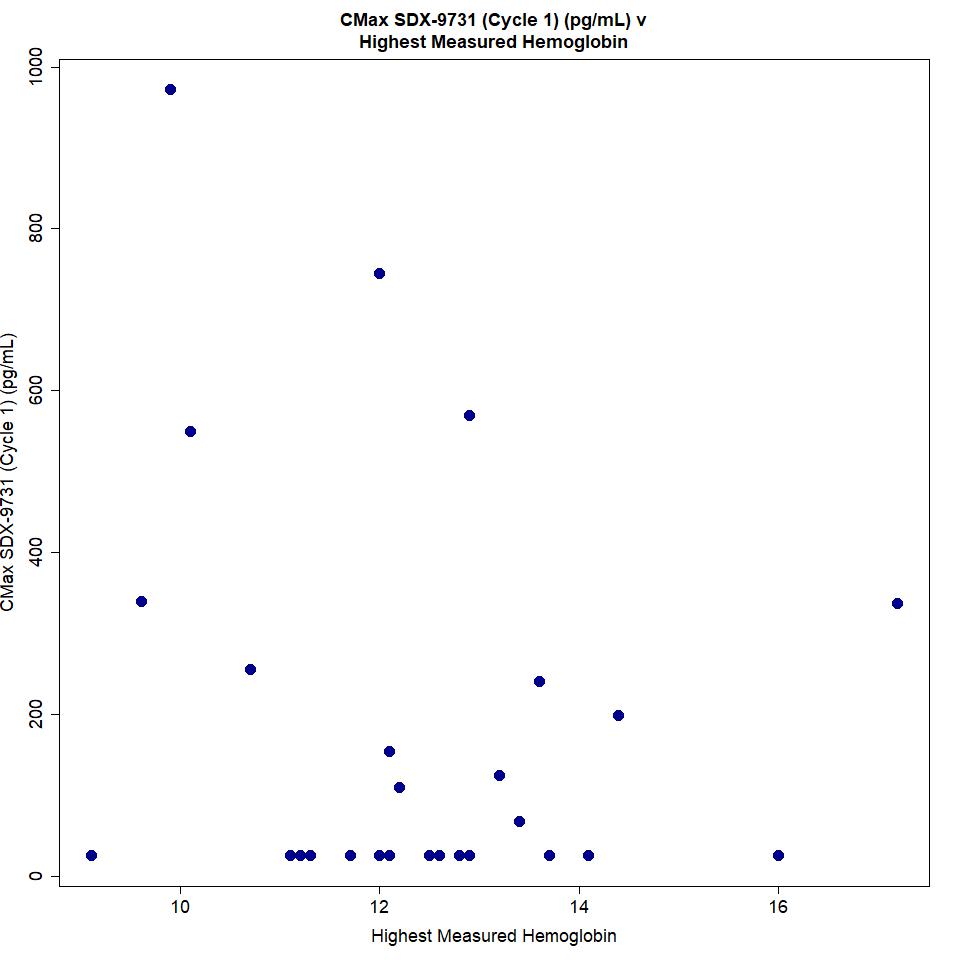 CMax SDX-9731 (Cycle 1) (pg/mL) v
Highest Measured Hemoglobin
CMax SDX-9731 (Cycle 1) (pg/mL)
1000
800
600
400
200
0
10
12
14
16
Highest Measured Hemoglobin